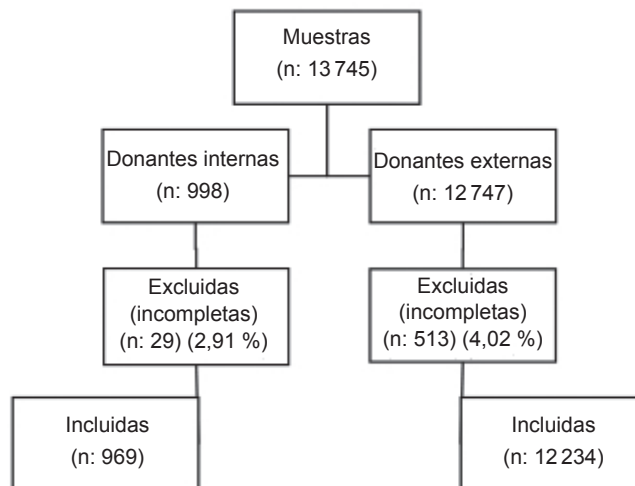 Muestras
(n: 13 745)
Donantes internas
(n: 998)
Donantes externas
(n: 12 747)
Excluidas
(incompletas)
(n: 29) (2,91 %)
Excluidas
(incompletas)
(n: 513) (4,02 %)
Incluidas
(n: 969)
Incluidas
(n: 12 234)